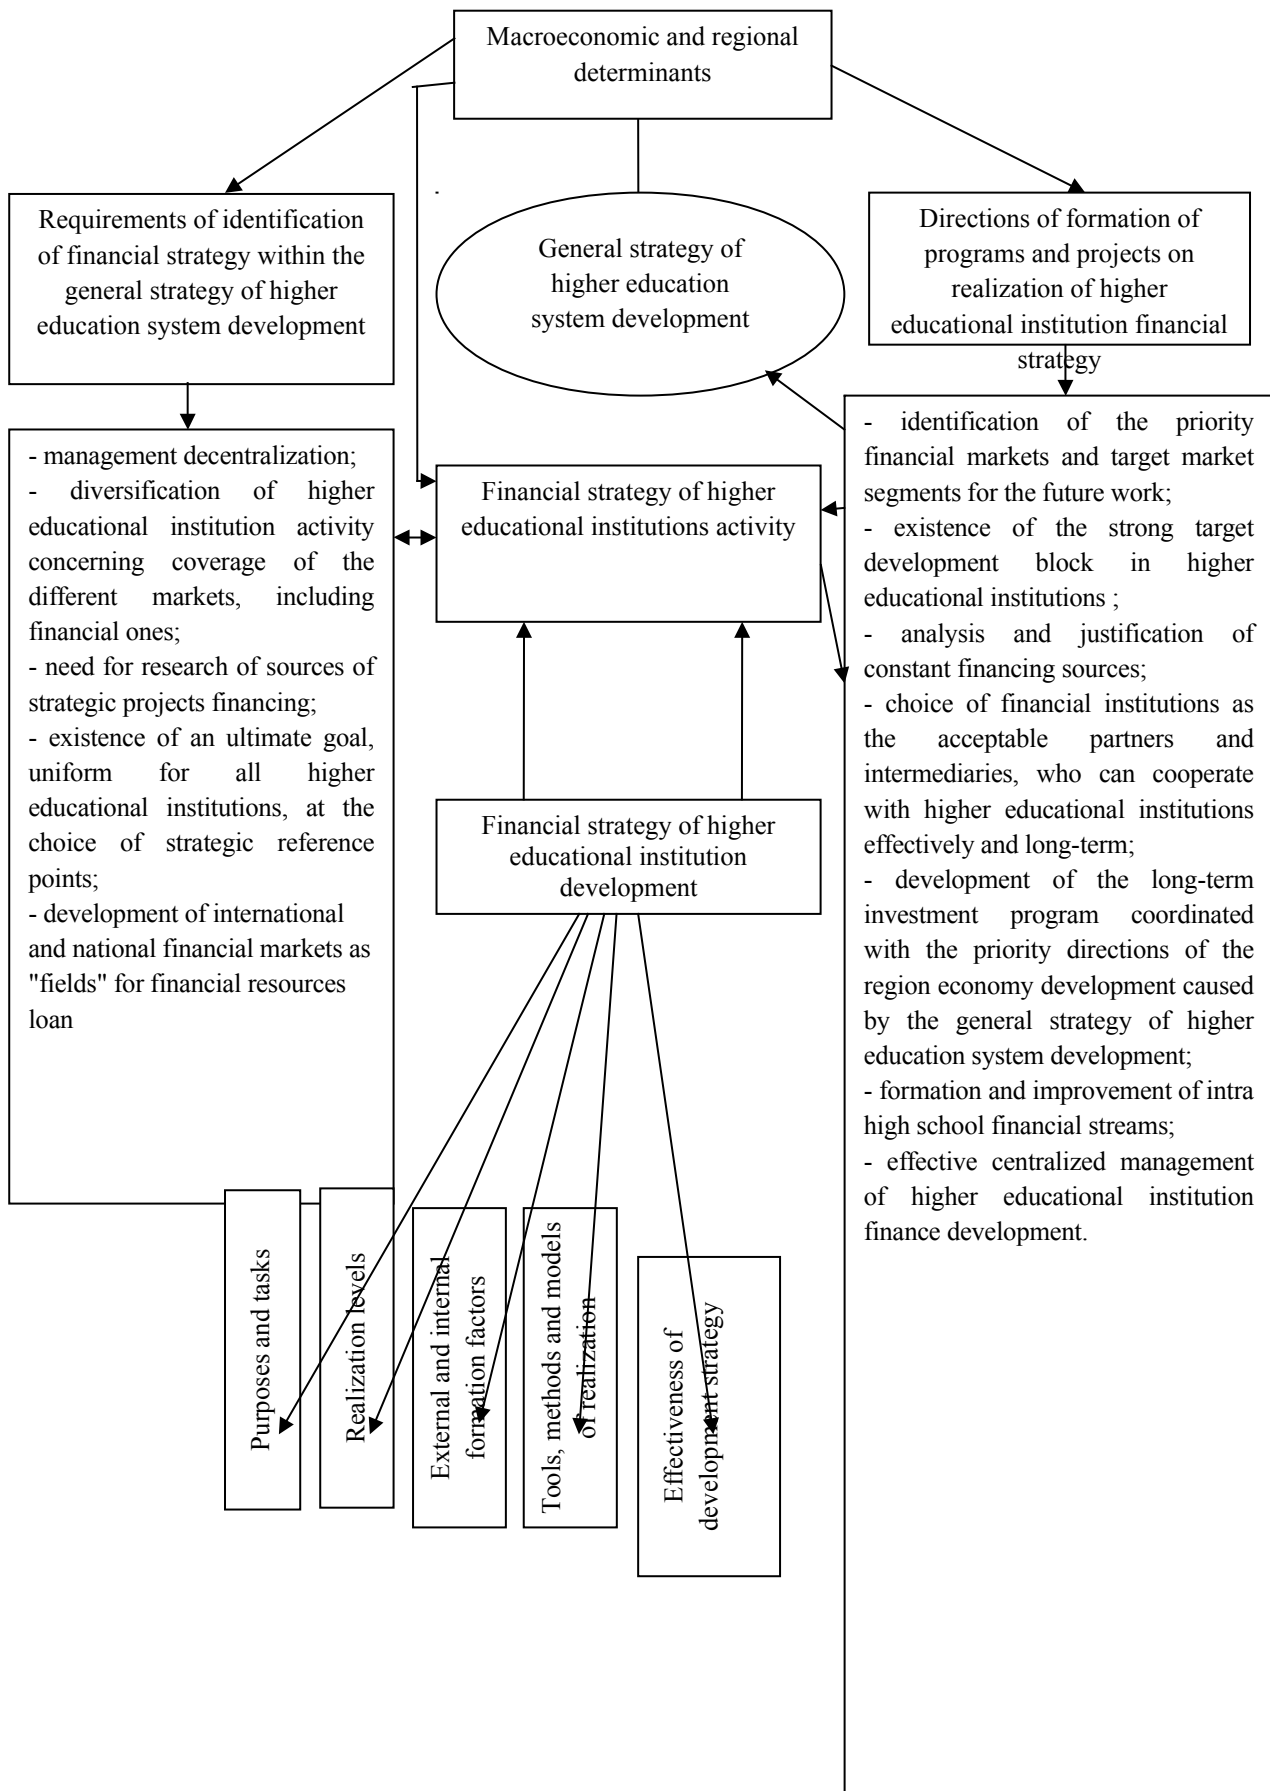 Macroeconomic and regional
determinants
Requirements of identification
of financial strategy within the
general strategy of higher
education system development
General strategy of
higher education
system development
Directions of formation of
programs and projects on
realization of higher
educational institution financial
strategy
- management decentralization;
- diversification of higher
educational institution activity
concerning coverage of the
different markets, including
financial ones;
- need for research of sources of
strategic projects financing;
- existence of an ultimate goal,
uniform for all higher
educational institutions, at the
choice of strategic reference
points;
- development of international
and national financial markets as
"fields" for financial resources
loan
Financial strategy of higher
educational institutions activity
Financial strategy of higher
educational institution
development
- identification of the priority
financial markets and target market
segments for the future work;
- existence of the strong target
development block in higher
educational institutions ;
- analysis and justification of
constant financing sources;
- choice of financial institutions as
the acceptable partners and
intermediaries, who can cooperate
with higher educational institutions
effectively and long-term;
- development of the long-term
investment program coordinated
with the priority directions of the
region economy development caused
by the general strategy of higher
education system development;
- formation and improvement of intra
high school financial streams;
- effective centralized management
of higher educational institution
finance development.
Purposes and tasks
Realization levels
External and internal
formation factors
Tools, methods and models
of realization
Effectiveness of
development strategy